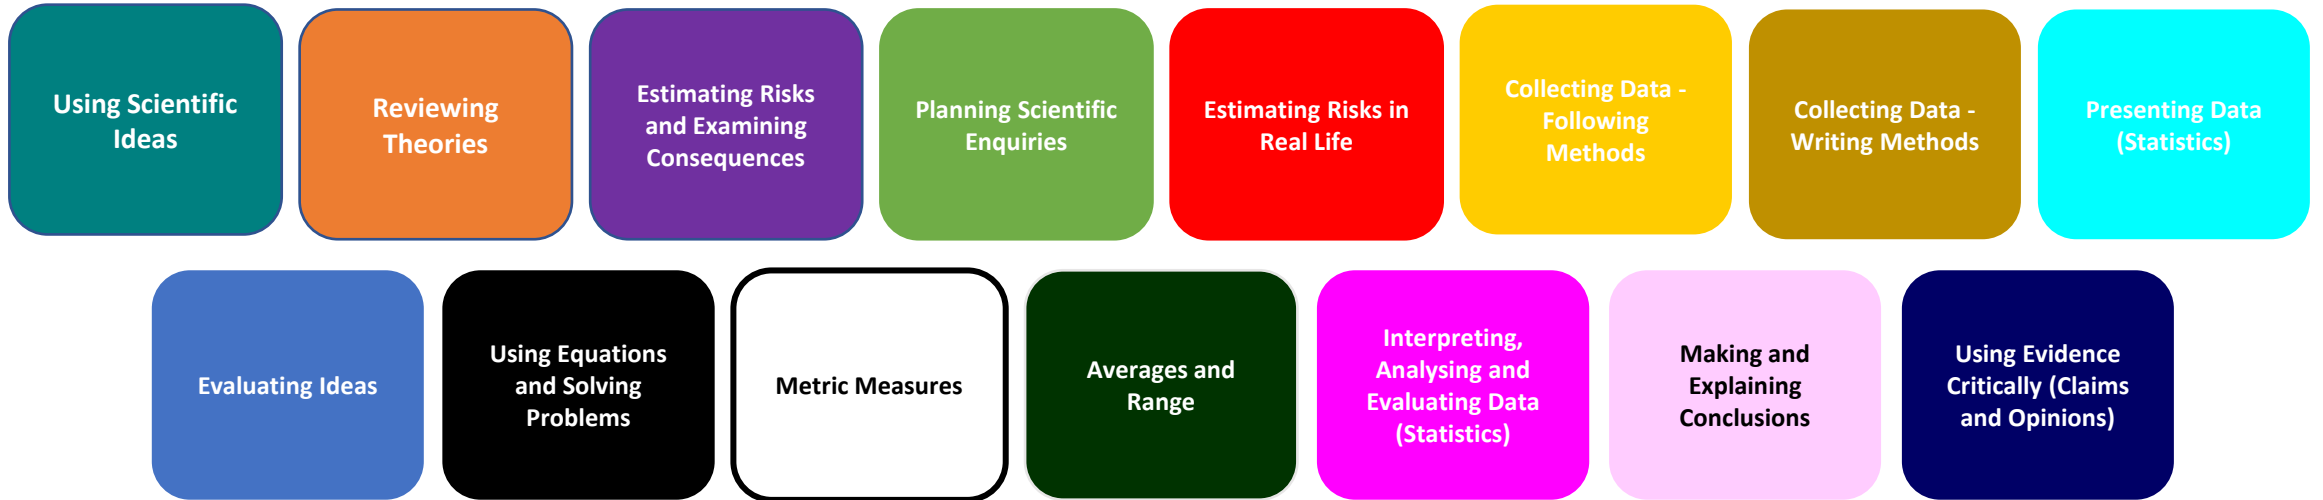 Using Scientific
Ideas
Reviewing
Theories
Estimating Risks
and Examining
Consequences
Planning Scientific
Enquiries
Estimating Risks in
Real Life
Collecting Data -
Following
Methods
Collecting Data -
Writing Methods
Presenting Data
(Statistics)
Evaluating Ideas
Using Equations
and Solving
Problems
Metric Measures
Averages and
Range
Interpreting,
Analysing and
Evaluating Data
(Statistics)
Making and
Explaining
Conclusions
Using Evidence
Critically (Claims
and Opinions)